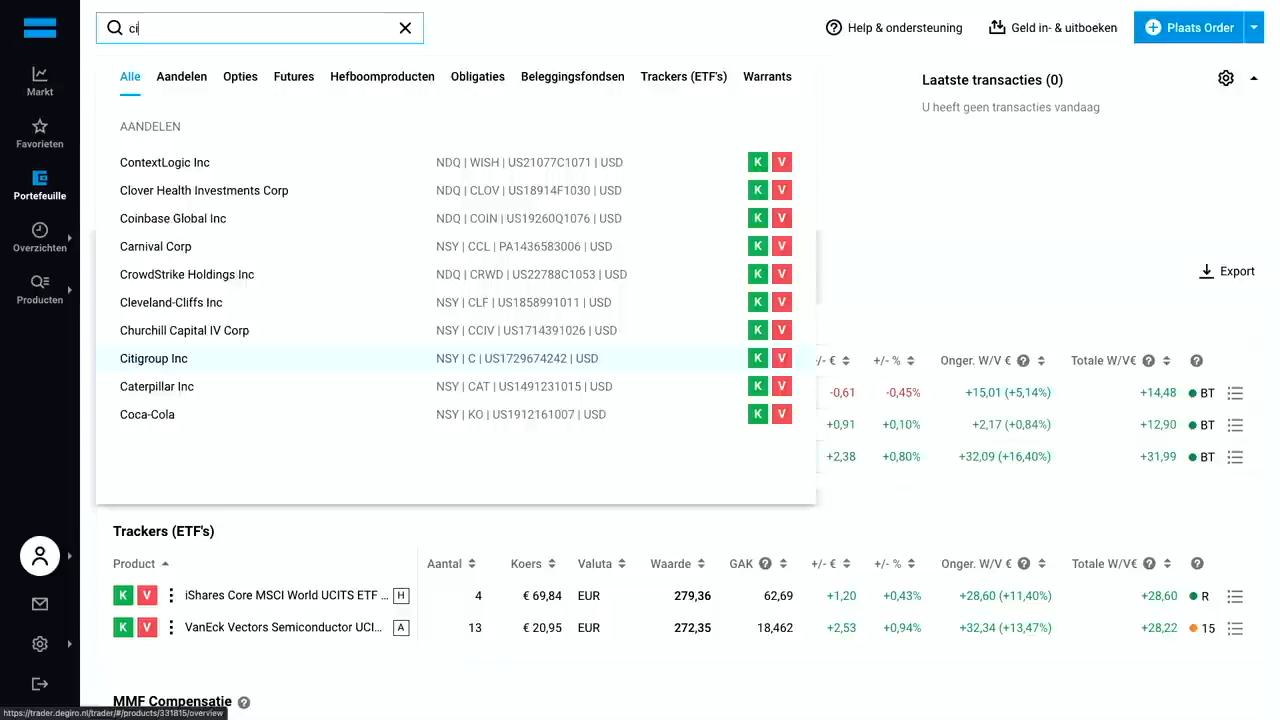 ci
Help & ondersteuning
Geld in- & uitboeken
Plaats Order
Markt
Favorieten
Portefeuille
Overzichten
Producten
Alle Aandelen Opties Futures Hefboomproducten Obligaties Beleggingsfondsen Trackers (ETF's) Warrants
Laatste transacties (0)
U heeft geen transacties vandaag
AANDELEN
ContextLogic Inc NDQ | WISH | US21077C1071 | USD K V
Clover Health Investments Corp NDQ | CLOV | US18914F1030 | USD K V
Coinbase Global Inc NDQ | COIN | US19260Q1076 | USD K V
Carnival Corp NSY | CCL | PA1436583006 | USD K V
CrowdStrike Holdings Inc NDQ | CRWD | US22788C1053 | USD K V
Cleveland-Cliffs Inc NSY | CLF | US1858991011 | USD K V
Churchill Capital IV Corp NSY | CCIV | US1714391026 | USD K V
Citigroup Inc NSY | C | US1729674242 | USD K V
Caterpillar Inc NSY | CAT | US1491231015 | USD K V
Coca-Cola NSY | KO | US1912161007 | USD K V
Export
+/- € +/- % Onger. W/V € ? Totale W/V€ ? ?
-0,61 -0,45% +15,01 (+5,14%) +14,48 BT
+0,91 +0,10% +2,17 (+0,84%) +12,90 BT
+2,38 +0,80% +32,09 (+16,40%) +31,99 BT
Trackers (ETF's)
Product Aantal Koers Valuta Waarde GAK ? +/- € +/- % Onger. W/V € ? Totale W/V€ ? ?
K V iShares Core MSCI World UCITS ETF ... H 4 € 69,84 EUR 279,36 62,69 +1,20 +0,43% +28,60 (+11,40%) +28,60 R
K V VanEck Vectors Semiconductor UCI... A 13 € 20,95 EUR 272,35 18,462 +2,53 +0,94% +32,34 (+13,47%) +28,22 15
MMF Compensatie ?
https://trader.degiro.nl/trader/#/products/331815/overview